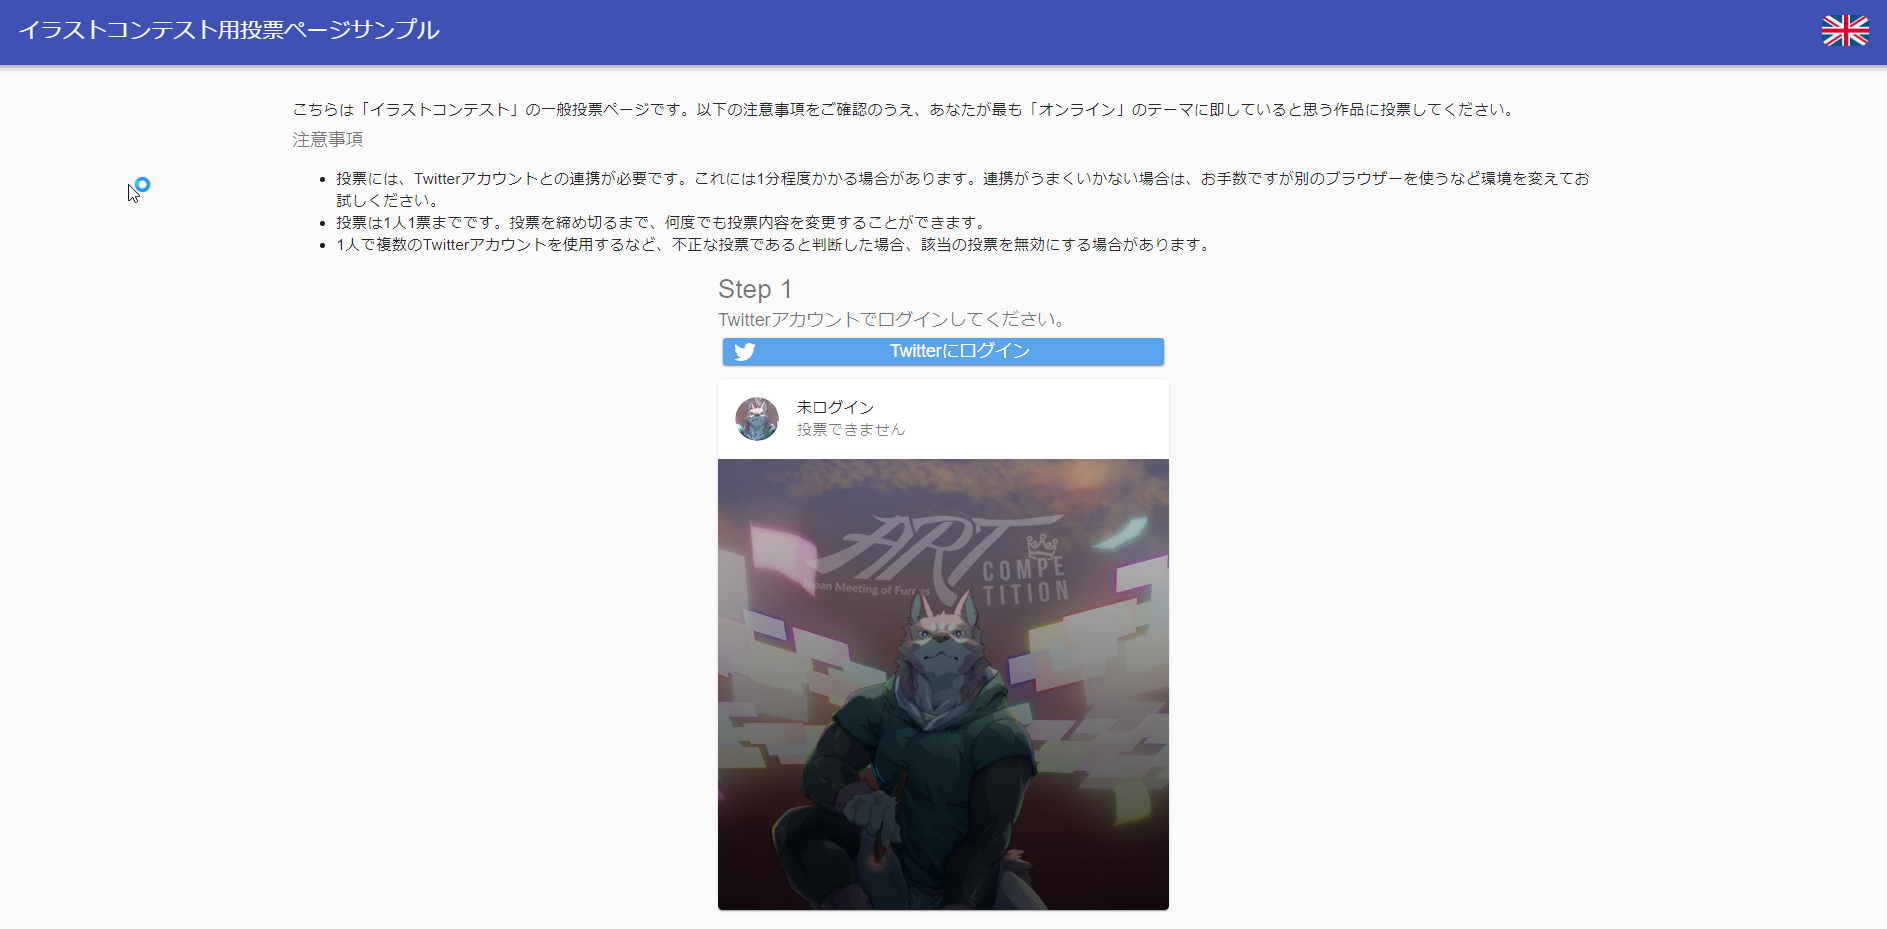 イラストコンテスト用投票ページサンプル
こちらは「イラストコンテスト」の一般投票ページです。以下の注意事項をご確認のうえ、あなたが最も「オンライン」のテーマに即していると思う作品に投票してください。
注意事項
投票には、Twitterアカウントとの連携が必要です。これには1分程度かかる場合があります。連携がうまくいかない場合は、お手数ですが別のブラウザーを使うなど環境を変えてお
試しください。
投票は1人1票までです。投票を締め切るまで、何度でも投票内容を変更することができます。
1人で複数のTwitterアカウントを使用するなど、不正な投票であると判断した場合、該当の投票を無効にする場合があります。
Step 1
Twitterアカウントでログインしてください。
Twitterにログイン
未ログイン
投票できません
ART
COMPE
TITION
Japan Meeting of Furries